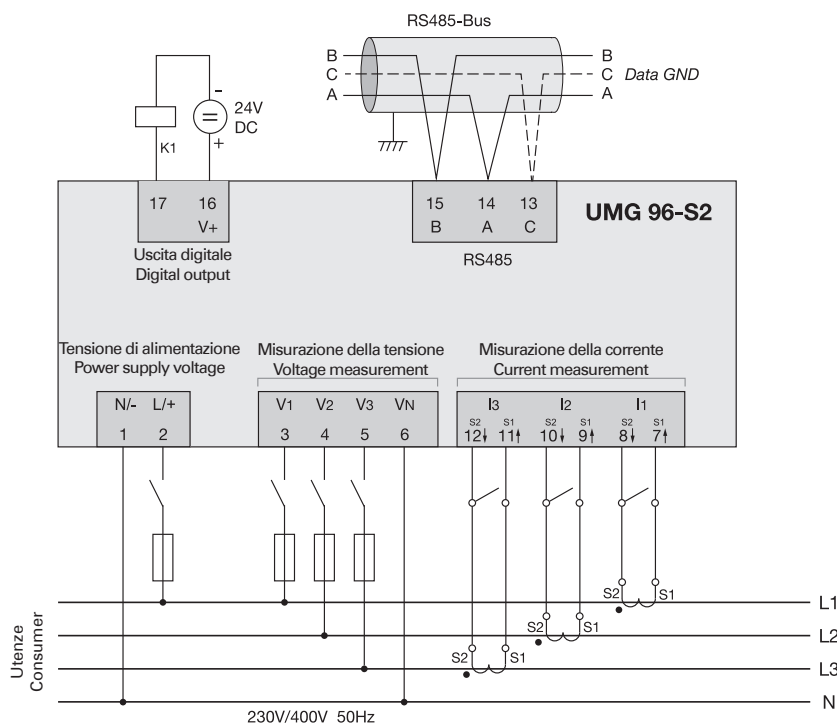 RS485-Bus
B B
C C Data GND
A A
-
24V
DC
+
K1
17 16
V+
Uscita digitale
Digital output
15 14 13
B A C
RS485
UMG 96-S2
Tensione di alimentazione
Power supply voltage
Misurazione della tensione
Voltage measurement
Misurazione della corrente
Current measurement
N/- L/+
1 2
V1 V2 V3 VN
3 4 5 6
I3 I2 I1
S2 S1 S2 S1 S2 S1
12 11 10 9 8 7
S2 S1
L1
S2 S1
L2
S2 S1
L3
N
Utenze
Consumer
230V/400V 50Hz